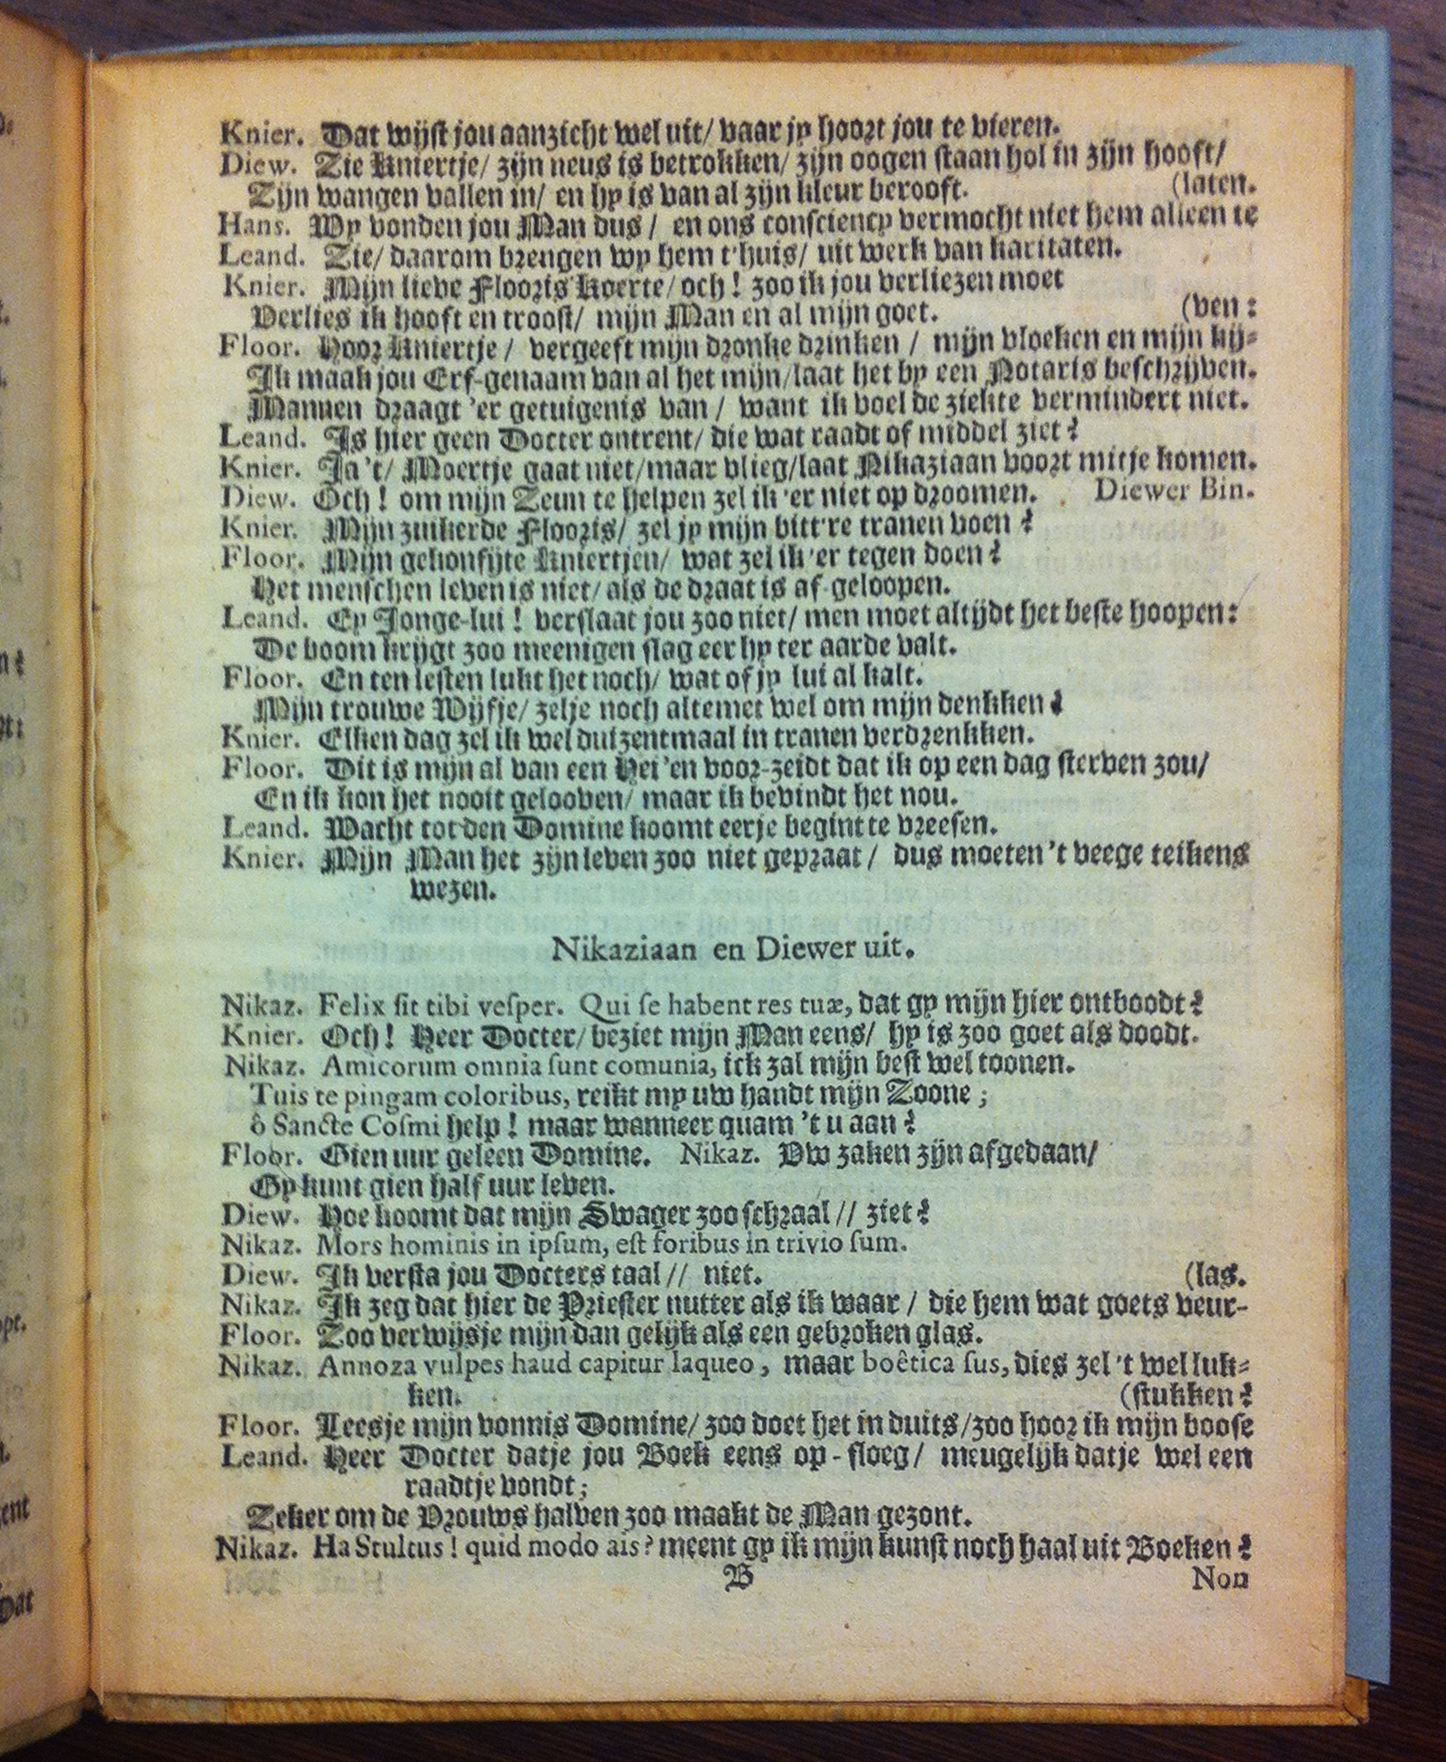 Knier. Dat wijst jou aanzicht wel uit/ vaar jy hoort jou te vieren.
Diew. Zie Kniertje/ zijn neus is betrokken/ zijn oogen staan hol in zijn hooft/
Zijn wangen vallen in/ en hy is van al zijn kleur berooft. (laten.
Hans. Wy vonden jou Man dus/ en ons consciency vermocht niet hem alleen te
Leand. Zie/ daarom brengen wy hem t'huis/ uit werk van karitaten.
Knier. Mijn lieve Flooris Koerte/ och! zoo ik jou verliezen moet
Verlies ik hooft en troost/ mijn Man en al mijn goet. (ven:
Floor. Hoor Kniertje/ vergeeft mijn dronke drinken/ mijn vloeken en mijn kij-
Ik maak jou Erf-genaam van al het mijn/ laat het by een Notaris beschrijven.
Mannen draagt 'er getuigenis van/ want ik voel de ziekte vermindert niet.
Leand. Is hier geen Docter ontrent/ die wat raadt of middel ziet?
Knier. Ja 't/ Moertje gaat niet/ maar vlieg/ laat Nikaziaan voort mitje komen.
Diew. Och! om mijn Zeun te helpen zel ik 'er niet op droomen. Diewer Bin.
Knier. Mijn zuikerde Flooris/ zel jy mijn bitt're tranen voen?
Floor. Mijn gekonfijte Kniertjen/ wat zel ik 'er tegen doen?
Het menschen leven is niet/ als de draat is af-geloopen.
Leand. Ey Jonge-lui! verslaat jou zoo niet/ men moet altijdt het beste hoopen:
De boom krijgt zoo meenigen slag eer hy ter aarde valt.
Floor. En ten lesten lukt het noch/ wat of jy lui al kalt.
Mijn trouwe Wijfje/ zelje noch altemet wel om mijn denkken?
Knier. Elken dag zel ik wel duizentmaal in tranen verdrenkken.
Floor. Dit is mijn al van een Hei'en voor-zeidt dat ik op een dag sterven zou/
En ik kon het nooit gelooven/ maar ik bevindt het nou.
Leand. Wacht tot den Domine koomt eerje begint te vreesen.
Knier. Mijn Man het zijn leven zoo niet gepraat/ dus moeten 't veege teikens
wezen.
Nikaziaan en Diewer uit.
Nikaz. Felix sit tibi vesper. Qui se habent res tuæ, dat gy mijn hier ontboodt?
Knier. Och! Heer Docter/ beziet mijn Man eens/ hy is zoo goet als doodt.
Nikaz. Amicorum omnia sunt comunia, ick zal mijn best wel toonen.
Tuis te pingam coloribus, reikt my uw handt mijn Zoone;
ô Sancte Cosmi help! maar wanneer quam 't u aan?
Floor. Gien uur geleen Domine. Nikaz. Uw zaken zijn afgedaan/
Gy kunt gien half uur leven.
Diew. Hoe koomt dat mijn Swager zoo schraal// ziet?
Nikaz. Mors hominis in ipsum, est foribus in trivio sum.
Diew. Ik versta jou Docters taal// niet. (las.
Nikaz. Ik zeg dat hier de Priester nutter als ik waar/ die hem wat goets veur-
Floor. Zoo verwijsje mijn dan gelijk als een gebroken glas.
Nikaz. Annoza vulpes haud capitur laqueo, maar boêtica sus, dies zel 't wel luk-
ken. (stukken?
Floor. Leesje mijn vonnis Domine/ zoo doet het in duits/ zoo hoor ik mijn boose
Leand. Heer Docter datje jou Boek eens op-sloeg/ meugelijk datje wel een
raadtje vondt;
Zeker om de Vrouws halven zoo maakt de Man gezont.
Nikaz. Ha Stultus! quid modo ais? meent gy ik mijn kunst noch haal uit Boeken?
B Non